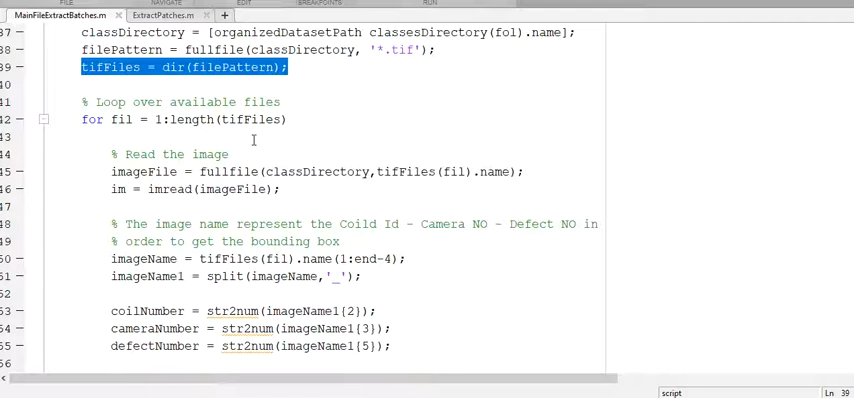 FILE NAVIGATE EDIT BREAKPOINTS RUN
MainFileExtractBatches.m × ExtractPatches.m × +
37 classDirectory = [organizedDatasetPath classesDirectory(fol).name];
38 filePattern = fullfile(classDirectory, '*.tif');
39 tifFiles = dir(filePattern);
40
41 % Loop over available files
42 for fil = 1:length(tifFiles)
43
44 % Read the image
45 imageFile = fullfile(classDirectory,tifFiles(fil).name);
46 im = imread(imageFile);
47
48 % The image name represent the Coild Id - Camera NO - Defect NO in
49 % order to get the bounding box
50 imageName = tifFiles(fil).name(1:end-4);
51 imageName1 = split(imageName,'_');
52
53 coilNumber = str2num(imageName1{2});
54 cameraNumber = str2num(imageName1{3});
55 defectNumber = str2num(imageName1{5});
56
script Ln 39